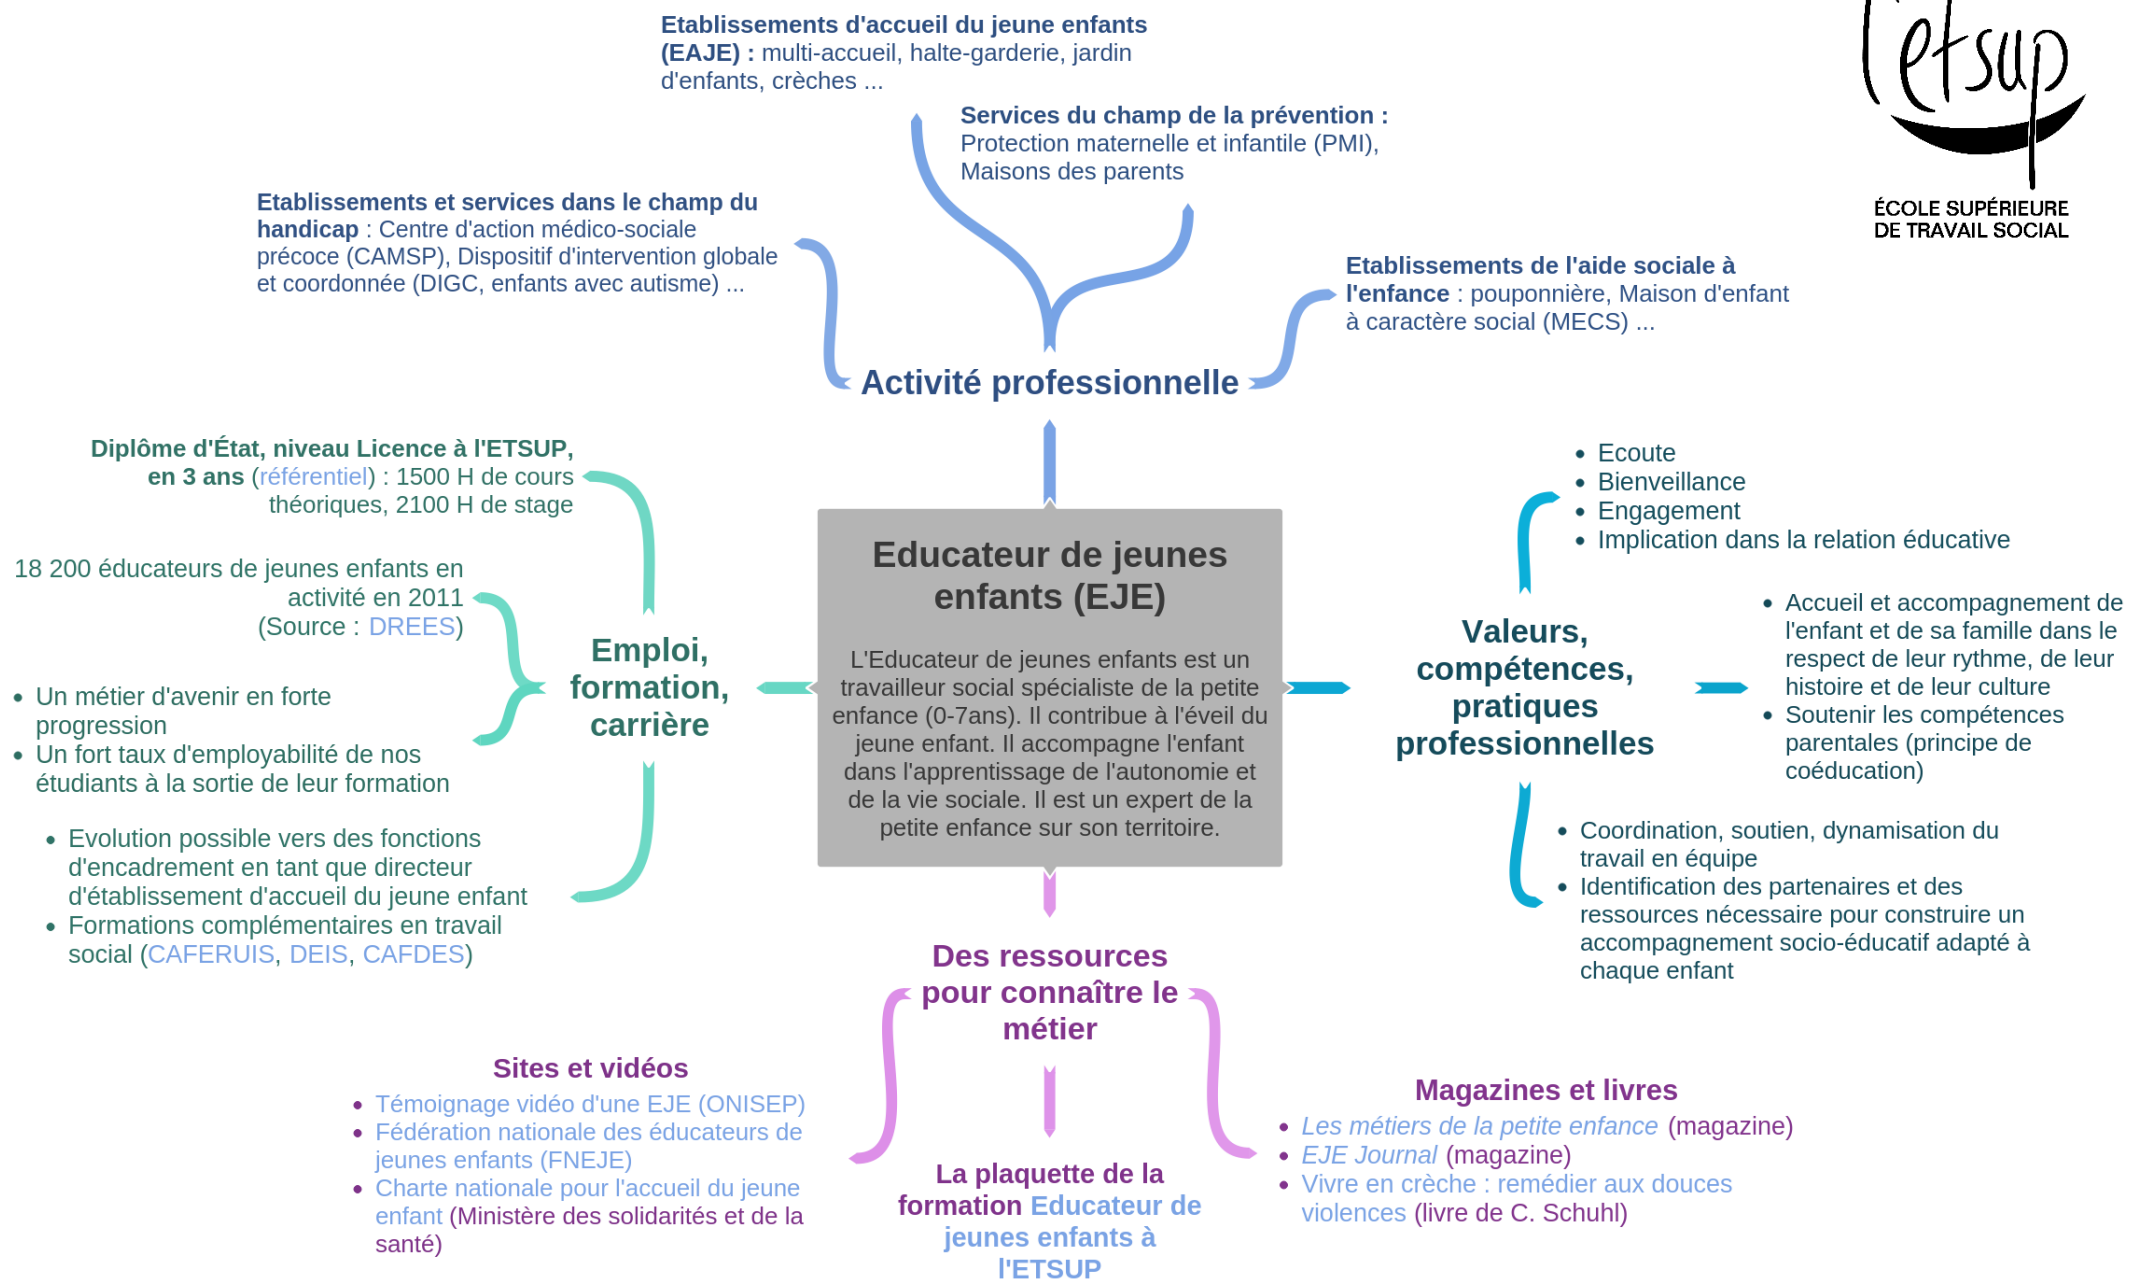 Etablissements d'accueil du jeune enfants
(EAJE) : multi-accueil, halte-garderie, jardin
d'enfants, crèches ...
Services du champ de la prévention :
Protection maternelle et infantile (PMI),
Maisons des parents
l'etsup
ÉCOLE SUPÉRIEURE
DE TRAVAIL SOCIAL
Etablissements et services dans le champ du
handicap : Centre d'action médico-sociale
précoce (CAMSP), Dispositif d'intervention globale
et coordonnée (DIGC, enfants avec autisme) ...
Etablissements de l'aide sociale à
l'enfance : pouponnière, Maison d'enfant
à caractère social (MECS) ...
Activité professionnelle
Diplôme d'État, niveau Licence à l'ETSUP,
en 3 ans (référentiel) : 1500 H de cours
théoriques, 2100 H de stage
18 200 éducateurs de jeunes enfants en
activité en 2011
(Source : DREES)
• Un métier d'avenir en forte
progression
• Un fort taux d'employabilité de nos
étudiants à la sortie de leur formation
• Evolution possible vers des fonctions
d'encadrement en tant que directeur
d'établissement d'accueil du jeune enfant
• Formations complémentaires en travail
social (CAFERUIS, DEIS, CAFDES)
Emploi,
formation,
carrière
Educateur de jeunes
enfants (EJE)
L'Educateur de jeunes enfants est un
travailleur social spécialiste de la petite
enfance (0-7ans). Il contribue à l'éveil du
jeune enfant. Il accompagne l'enfant
dans l'apprentissage de l'autonomie et
de la vie sociale. Il est un expert de la
petite enfance sur son territoire.
Valeurs,
compétences,
pratiques
professionnelles
• Ecoute
• Bienveillance
• Engagement
• Implication dans la relation éducative
• Accueil et accompagnement de
l'enfant et de sa famille dans le
respect de leur rythme, de leur
histoire et de leur culture
• Soutenir les compétences
parentales (principe de
coéducation)
• Coordination, soutien, dynamisation du
travail en équipe
• Identification des partenaires et des
ressources nécessaire pour construire un
accompagnement socio-éducatif adapté à
chaque enfant
Des ressources
pour connaître le
métier
Sites et vidéos
• Témoignage vidéo d'une EJE (ONISEP)
• Fédération nationale des éducateurs de
jeunes enfants (FNEJE)
• Charte nationale pour l'accueil du jeune
enfant (Ministère des solidarités et de la
santé)
La plaquette de la
formation Educateur de
jeunes enfants à
l'ETSUP
Magazines et livres
• Les métiers de la petite enfance (magazine)
• EJE Journal (magazine)
• Vivre en crèche : remédier aux douces
violences (livre de C. Schuhl)